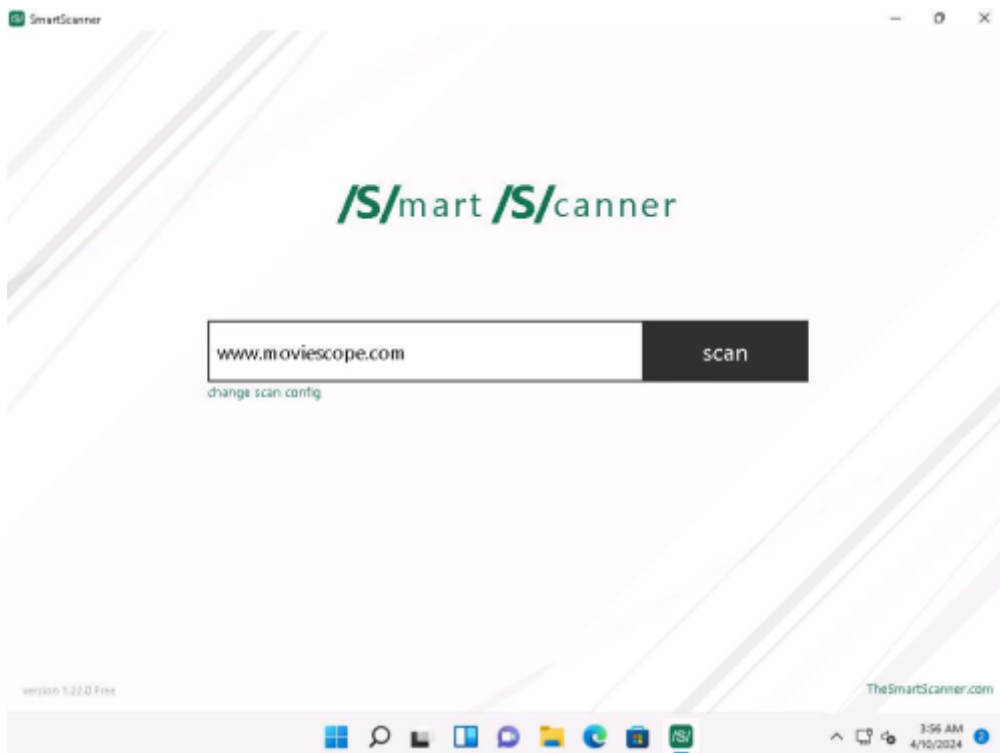 SmartScanner
/S/mart /S/canner
www.moviescope.com
scan
change scan config
version 1.22.0 Free
TheSmartScanner.com
/S/
3:56 AM
4/10/2024
2